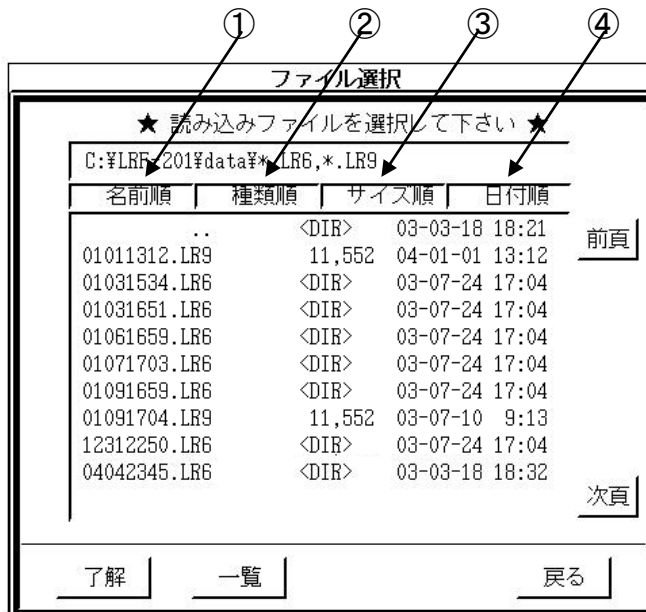 ① ② ③ ④
ファイル選択
★ 読み込みファイルを選択して下さい ★
C:¥LRF-201¥data¥*.LR6,*.LR9
名前順 種類順 サイズ順 日付順
.. <DIR> 03-03-18 18:21
前頁
01011312.LR9 11,552 04-01-01 13:12
01031534.LR6 <DIR> 03-07-24 17:04
01031651.LR6 <DIR> 03-07-24 17:04
01061659.LR6 <DIR> 03-07-24 17:04
01071703.LR6 <DIR> 03-07-24 17:04
01091659.LR6 <DIR> 03-07-24 17:04
01091704.LR9 11,552 03-07-10 9:13
12312250.LR6 <DIR> 03-07-24 17:04
04042345.LR6 <DIR> 03-03-18 18:32
次頁
了解 一覧 戻る